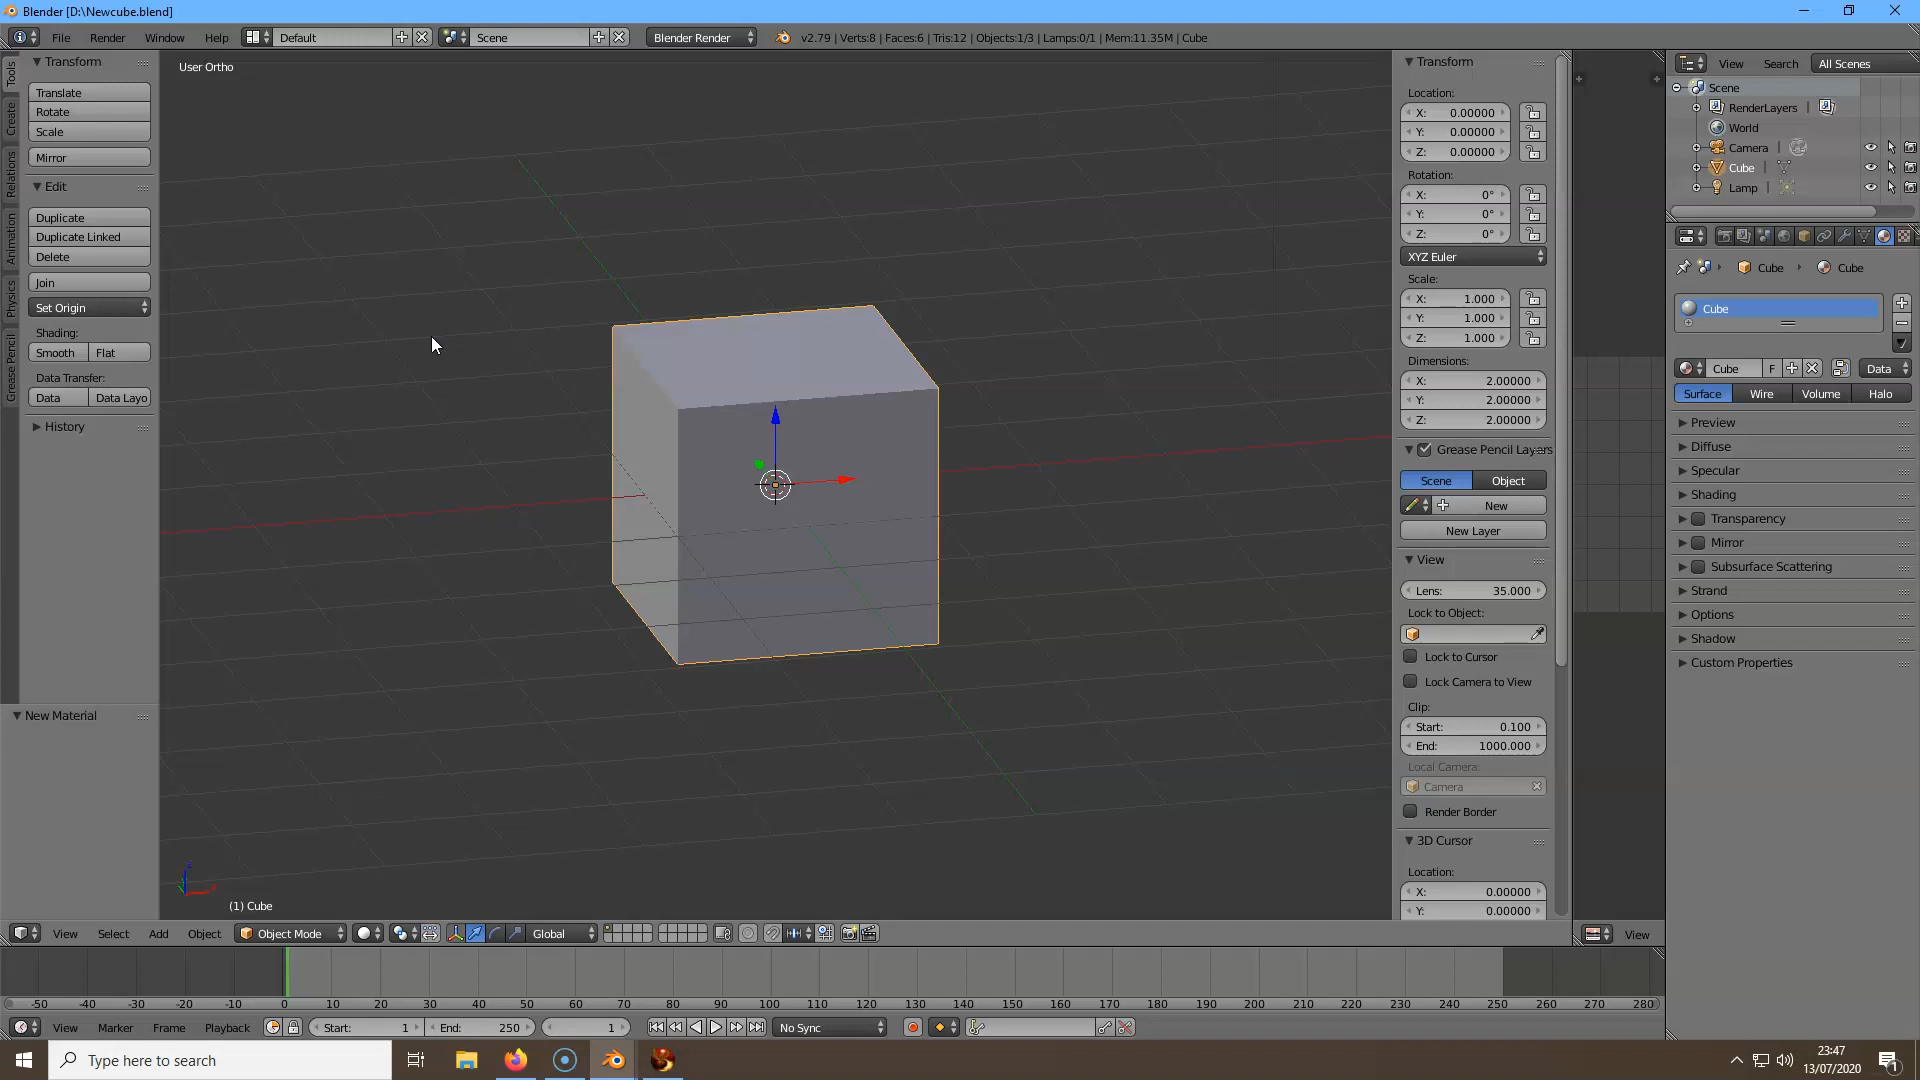 Blender [D:\Newcube.blend]
File Render Window Help Default Scene Blender Render v2.79 | Verts:8 | Faces:6 | Tris:12 | Objects:1/3 | Lamps:0/1 | Mem:11.35M | Cube
Tools
Create
Relations
Animation
Physics
Grease Pencil
Transform
Translate
Rotate
Scale
Mirror
Edit
Duplicate
Duplicate Linked
Delete
Join
Set Origin
Shading:
Smooth Flat
Data Transfer:
Data Data Layo
History
New Material
User Ortho
(1) Cube
Transform
Location:
X: 0.00000
Y: 0.00000
Z: 0.00000
Rotation:
X: 0°
Y: 0°
Z: 0°
XYZ Euler
Scale:
X: 1.000
Y: 1.000
Z: 1.000
Dimensions:
X: 2.00000
Y: 2.00000
Z: 2.00000
Grease Pencil Layers
Scene Object
New
New Layer
View
Lens: 35.000
Lock to Object:
Lock to Cursor
Lock Camera to View
Clip:
Start: 0.100
End: 1000.000
Local Camera:
Camera
Render Border
3D Cursor
Location:
X: 0.00000
Y: 0.00000
View Search All Scenes
Scene
RenderLayers |
World
Camera |
Cube |
Lamp |
Cube Cube
Cube
Cube F Data
Surface Wire Volume Halo
Preview
Diffuse
Specular
Shading
Transparency
Mirror
Subsurface Scattering
Strand
Options
Shadow
Custom Properties
View Select Add Object Object Mode Global View
-50 -40 -30 -20 -10 0 10 20 30 40 50 60 70 80 90 100 110 120 130 140 150 160 170 180 190 200 210 220 230 240 250 260 270 280
View Marker Frame Playback Start: 1 End: 250 1 No Sync
Type here to search
23:47
13/07/2020
1